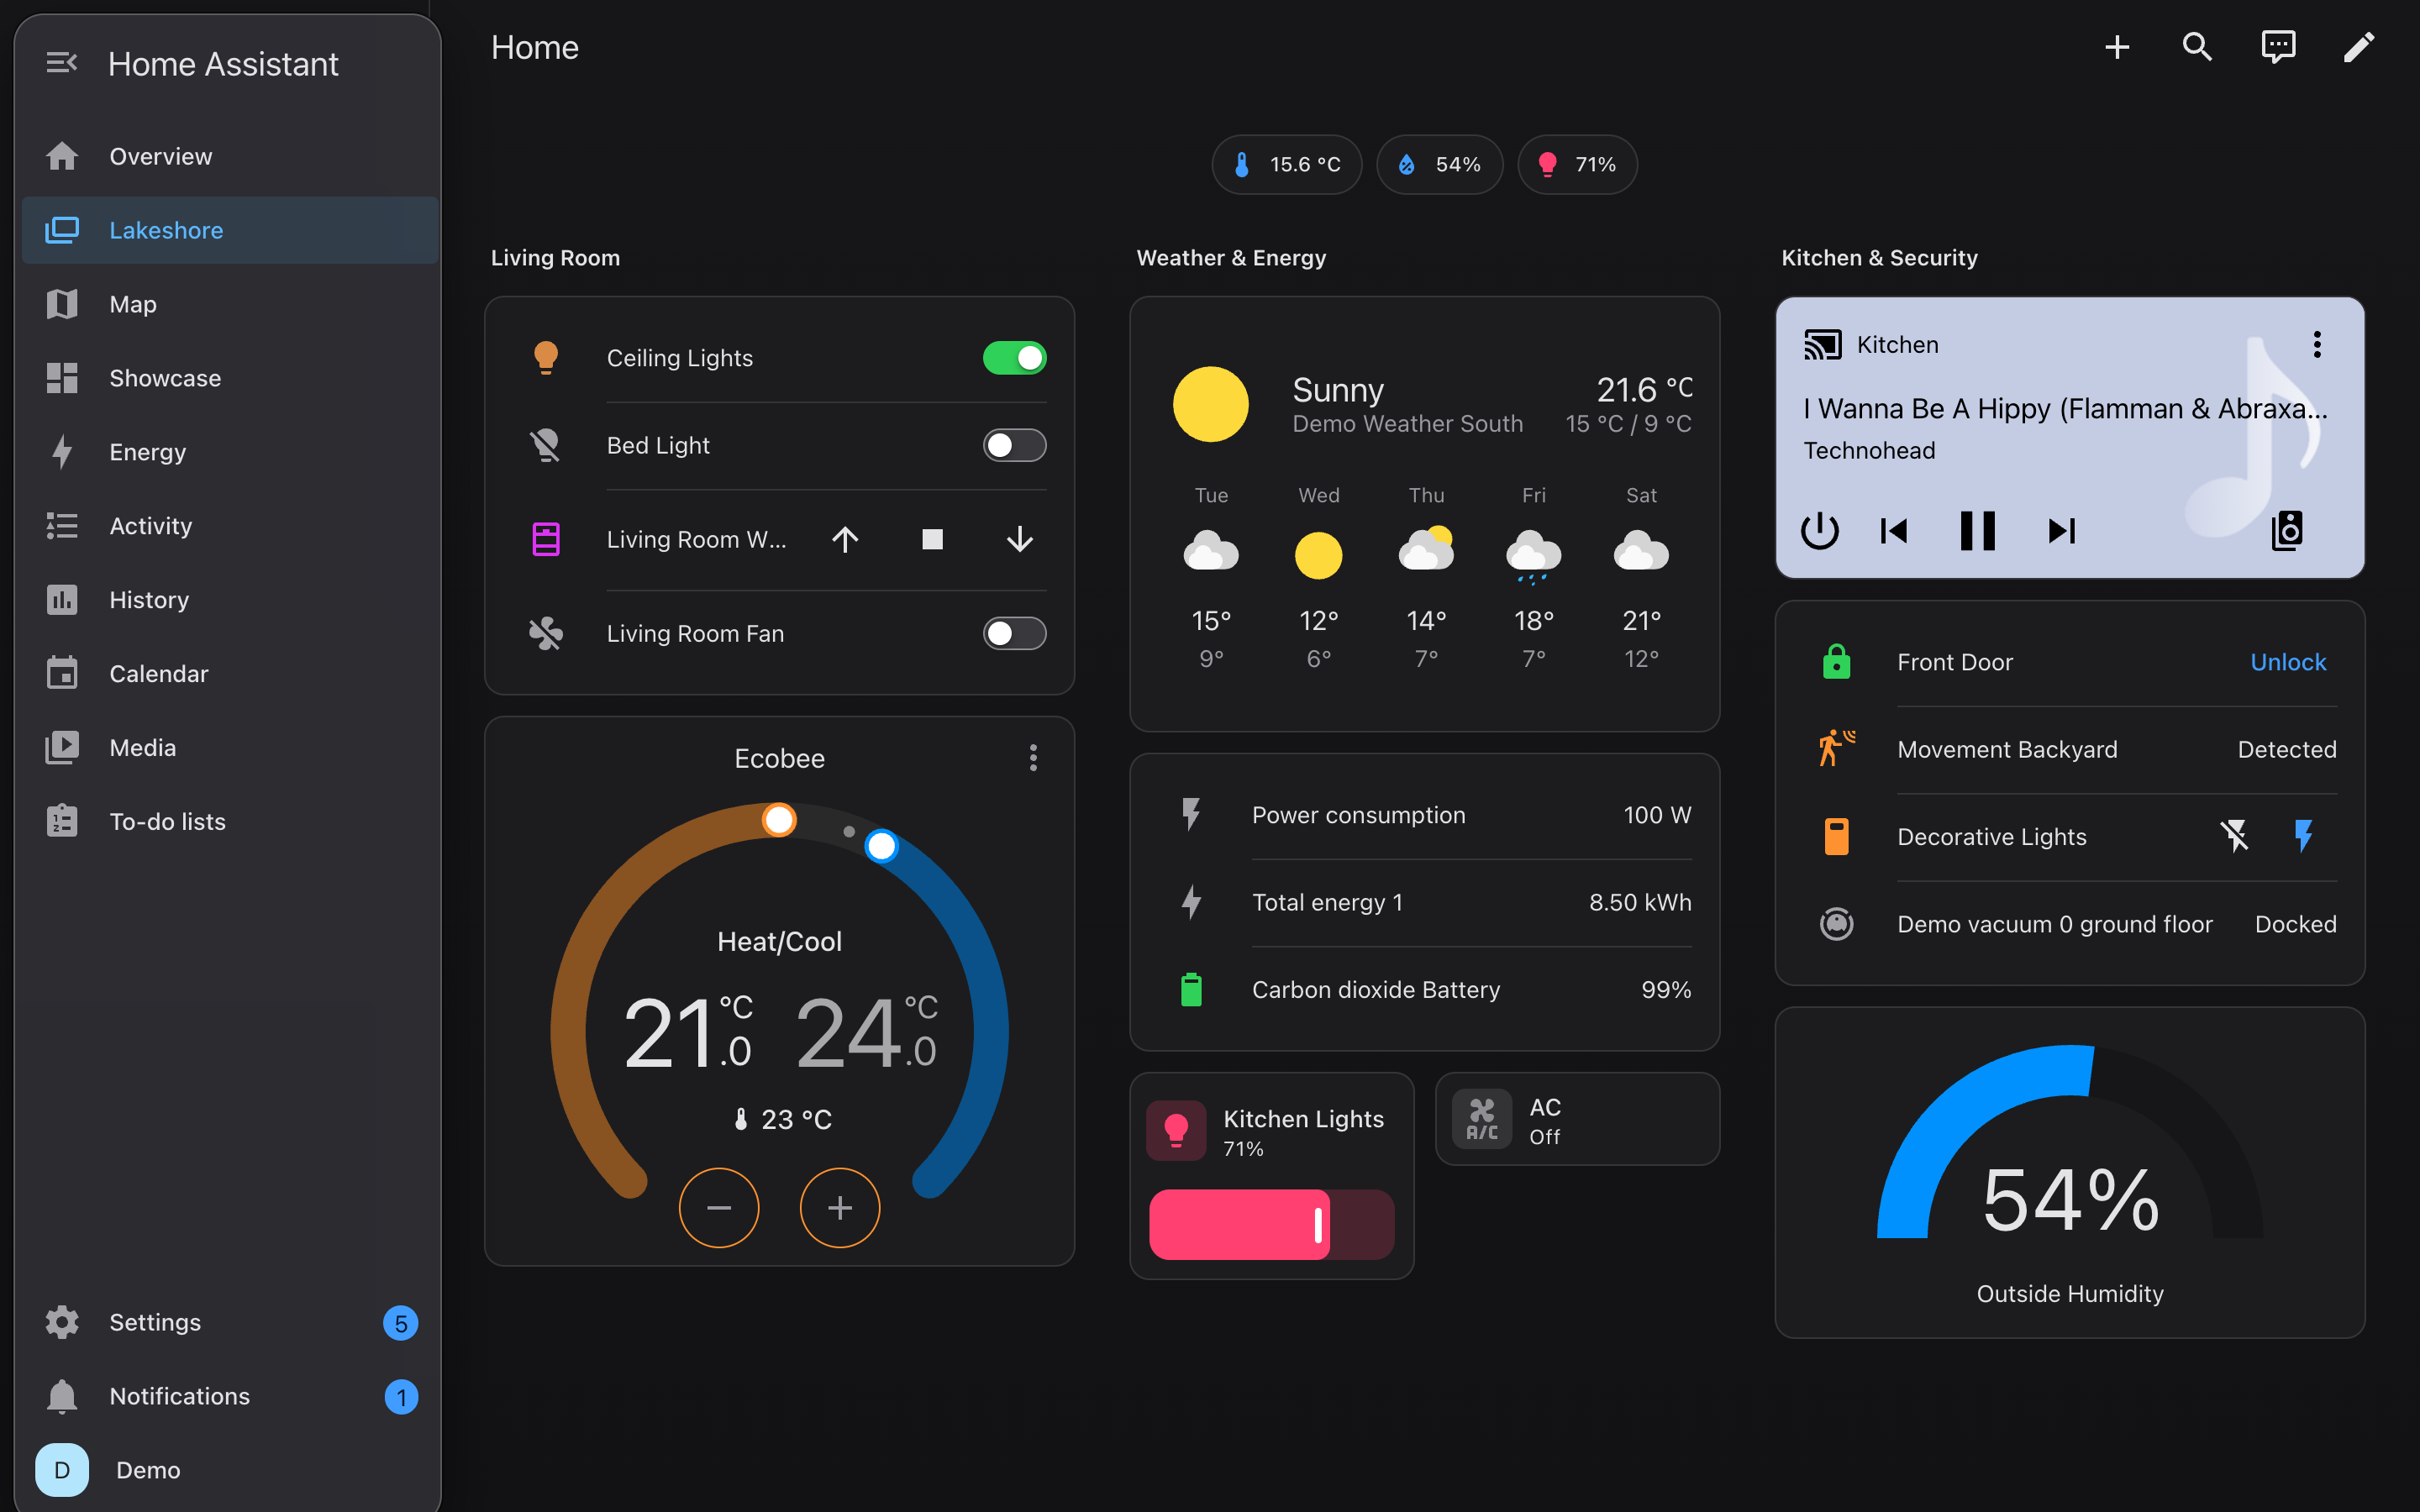 Home Assistant
Overview
Lakeshore
Map
Showcase
Energy
Activity
History
Calendar
Media
To-do lists
Settings 5
Notifications 1
D Demo
Home
15.6 °C 54% 71%
Living Room
Ceiling Lights
Bed Light
Living Room W...
Living Room Fan
Ecobee
Heat/Cool
21.0 °C 24.0 °C
23 °C
Weather & Energy
Sunny 21.6 °C
Demo Weather South 15 °C / 9 °C
Tue Wed Thu Fri Sat
15° 12° 14° 18° 21°
9° 6° 7° 7° 12°
Power consumption 100 W
Total energy 1 8.50 kWh
Carbon dioxide Battery 99%
Kitchen Lights
71%
A/C
AC
Off
Kitchen & Security
Kitchen
I Wanna Be A Hippy (Flamman & Abraxa...
Technohead
Front Door Unlock
Movement Backyard Detected
Decorative Lights
Demo vacuum 0 ground floor Docked
54%
Outside Humidity